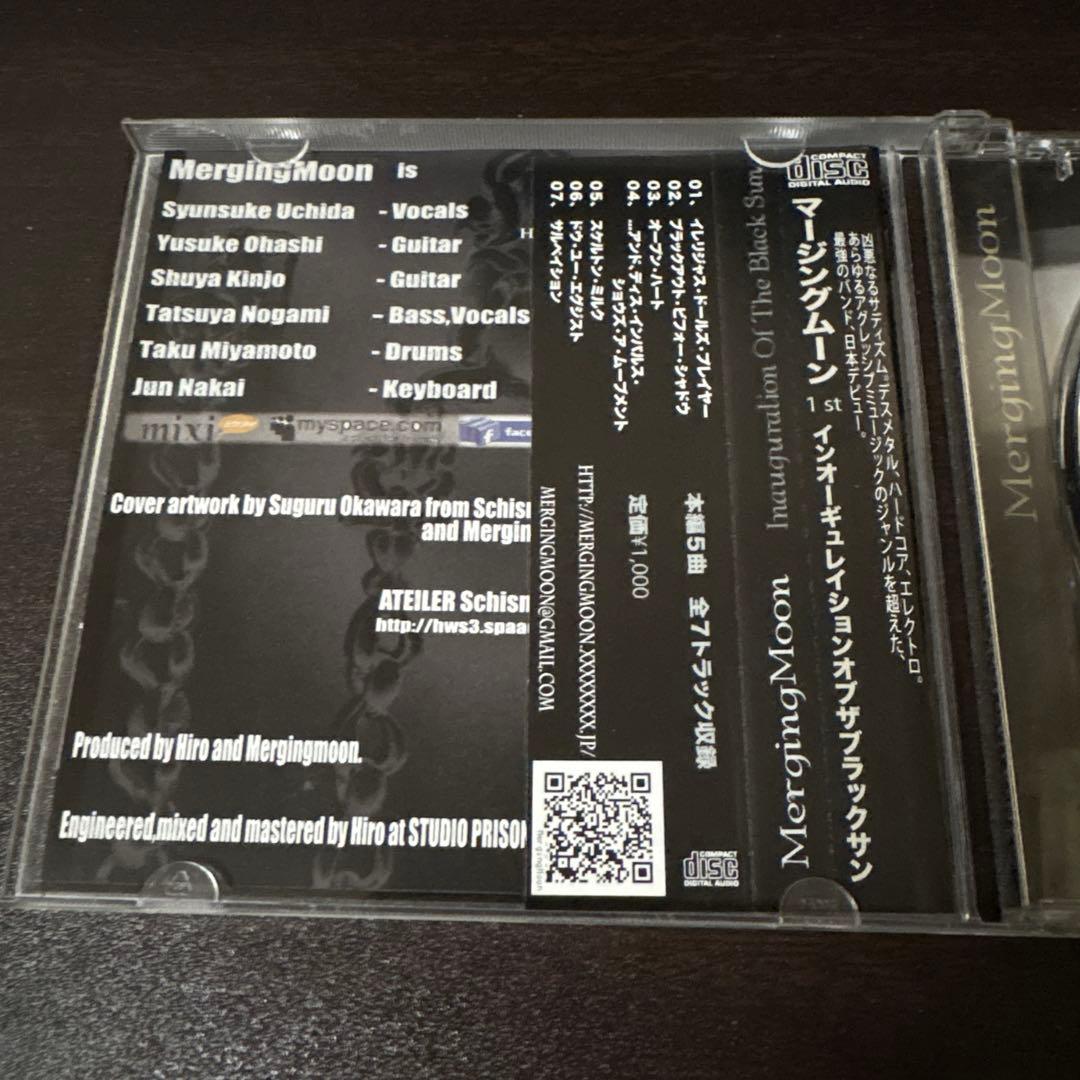 MergingMoon is
Syunsuke Uchida - Vocals
Yusuke Ohashi - Guitar
Shuya Kinjo - Guitar
Tatsuya Nogami - Bass,Vocals
Taku Miyamoto - Drums
Jun Nakai - Keyboard
mixi
myspace.com
f face
Cover artwork by Suguru Okawara from Schism
and Mergin
ATEILER Schism
http://hws3.spaa
Produced by Hiro and Mergingmoon.
Engineered,mixed and mastered by Hiro at STUDIO PRISON
H
01. イレリジャス・ドールズ・プレイヤー
02. ブラックアウト・ビフォー・シャドウ
03. オープン・ハート
04. ...アンド・ディス・インパルス・
ショウズ・ア・ムーブメント
05. スケルトン・ミルク
06. ドゥ・ユー・エグジスト
07. サルベイション
本編5曲 全7トラック収録
定価¥1,000
HTTP://MERGINGMOON.XXXXXXXX.JP/
MERGINGMOON@GMAIL.COM
MergingMoon
COMPACT
disc
DIGITAL AUDIO
MergingMoon Inauguration Of The Black Sun
COMPACT
disc
DIGITAL AUDIO
マージングムーン 1st インオーギュレイションオブザブラックサン
凶悪なるサディズム、デスメタル、ハードコア、エレクトロ。
あらゆるアグレッシブミュージックのジャンルを超えた、
最強のバンド、日本デビュー。
MergingMoon